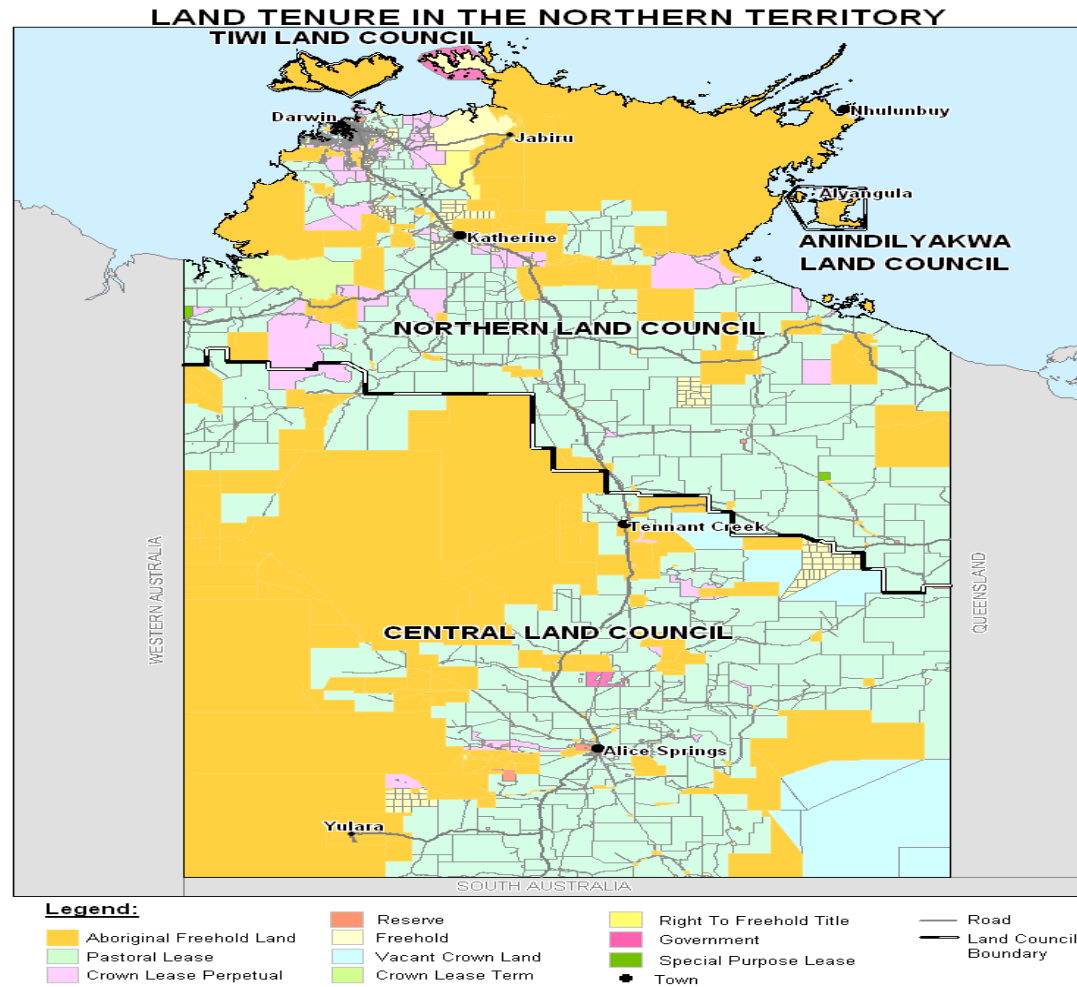 LAND TENURE IN THE NORTHERN TERRITORY
TIWI LAND COUNCIL
Darwin
Jabiru
Nhulunbuy
Alyangula
ANINDILYAKWA
LAND COUNCIL
Katherine
NORTHERN LAND COUNCIL
Tennant Creek
WESTERN AUSTRALIA
QUEENSLAND
CENTRAL LAND COUNCIL
Alice Springs
Yulara
SOUTH AUSTRALIA
Legend:
Aboriginal Freehold Land
Pastoral Lease
Crown Lease Perpetual
Reserve
Freehold
Vacant Crown Land
Crown Lease Term
Right To Freehold Title
Government
Special Purpose Lease
Town
Road
Land Council
Boundary